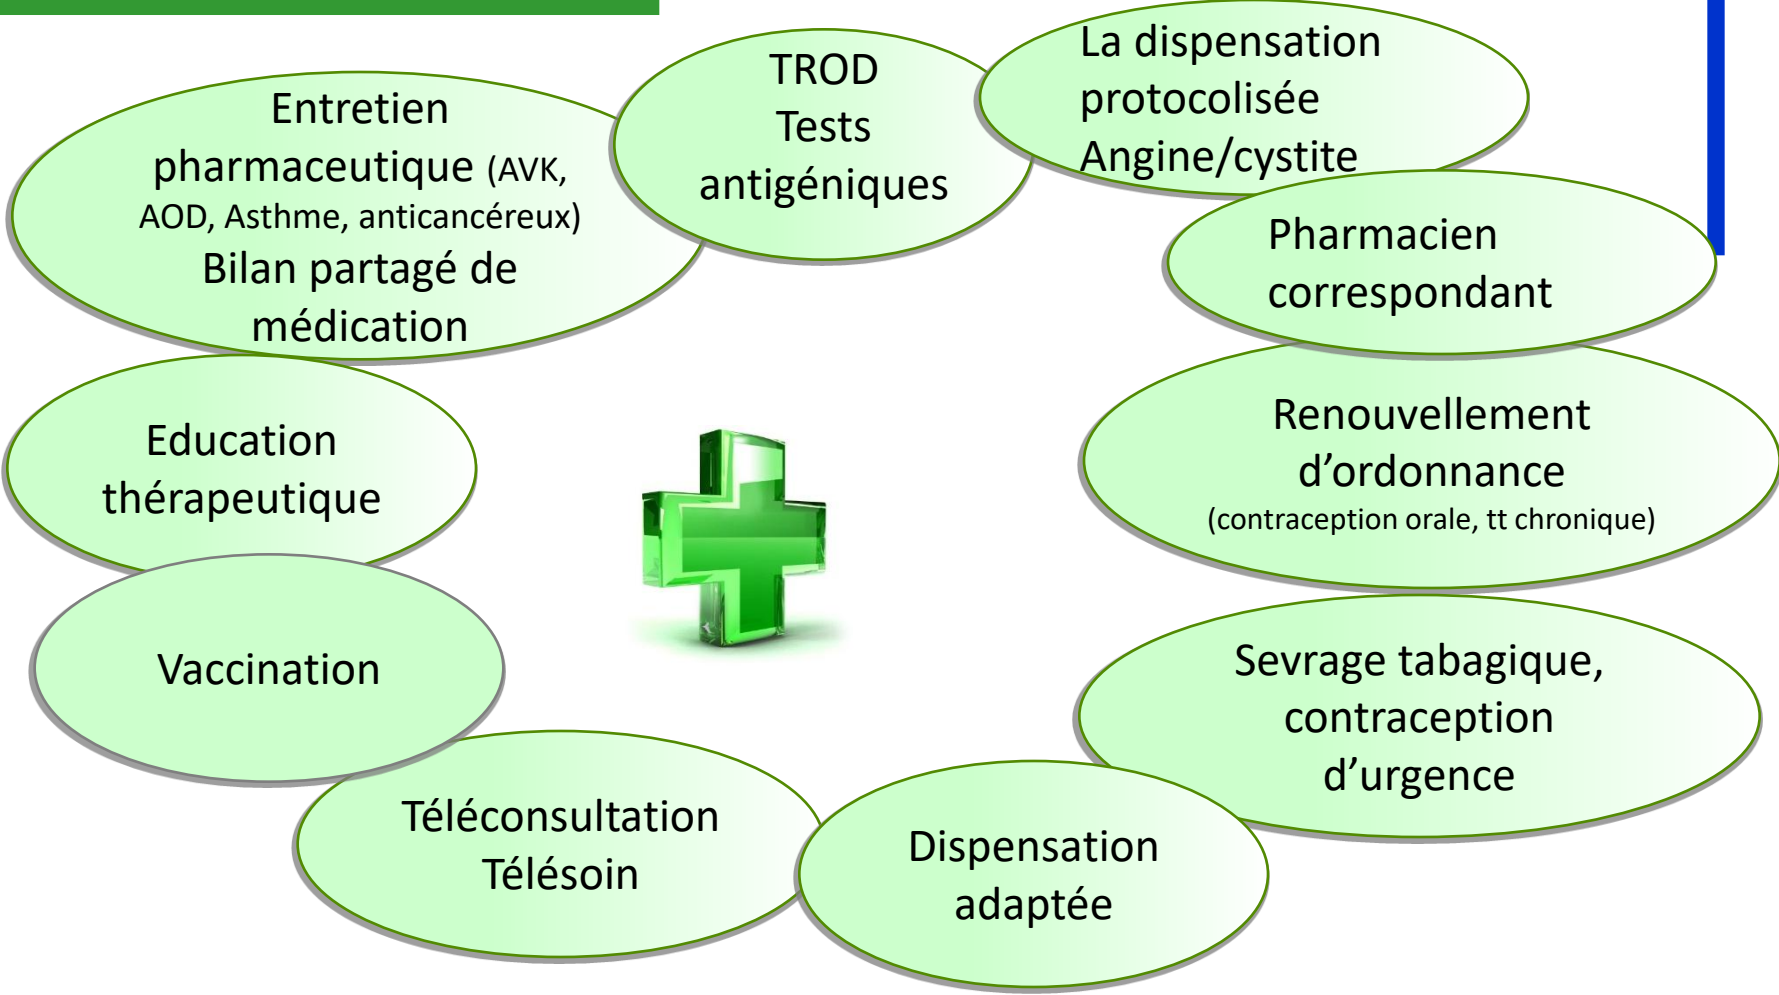 Entretien
pharmaceutique (AVK,
AOD, Asthme, anticancéreux)
Bilan partagé de
médication
TROD
Tests
antigéniques
La dispensation
protocolisée
Angine/cystite
Pharmacien
correspondant
Renouvellement
d’ordonnance
(contraception orale, tt chronique)
Sevrage tabagique,
contraception
d’urgence
Dispensation
adaptée
Téléconsultation
Télésoin
Vaccination
Education
thérapeutique